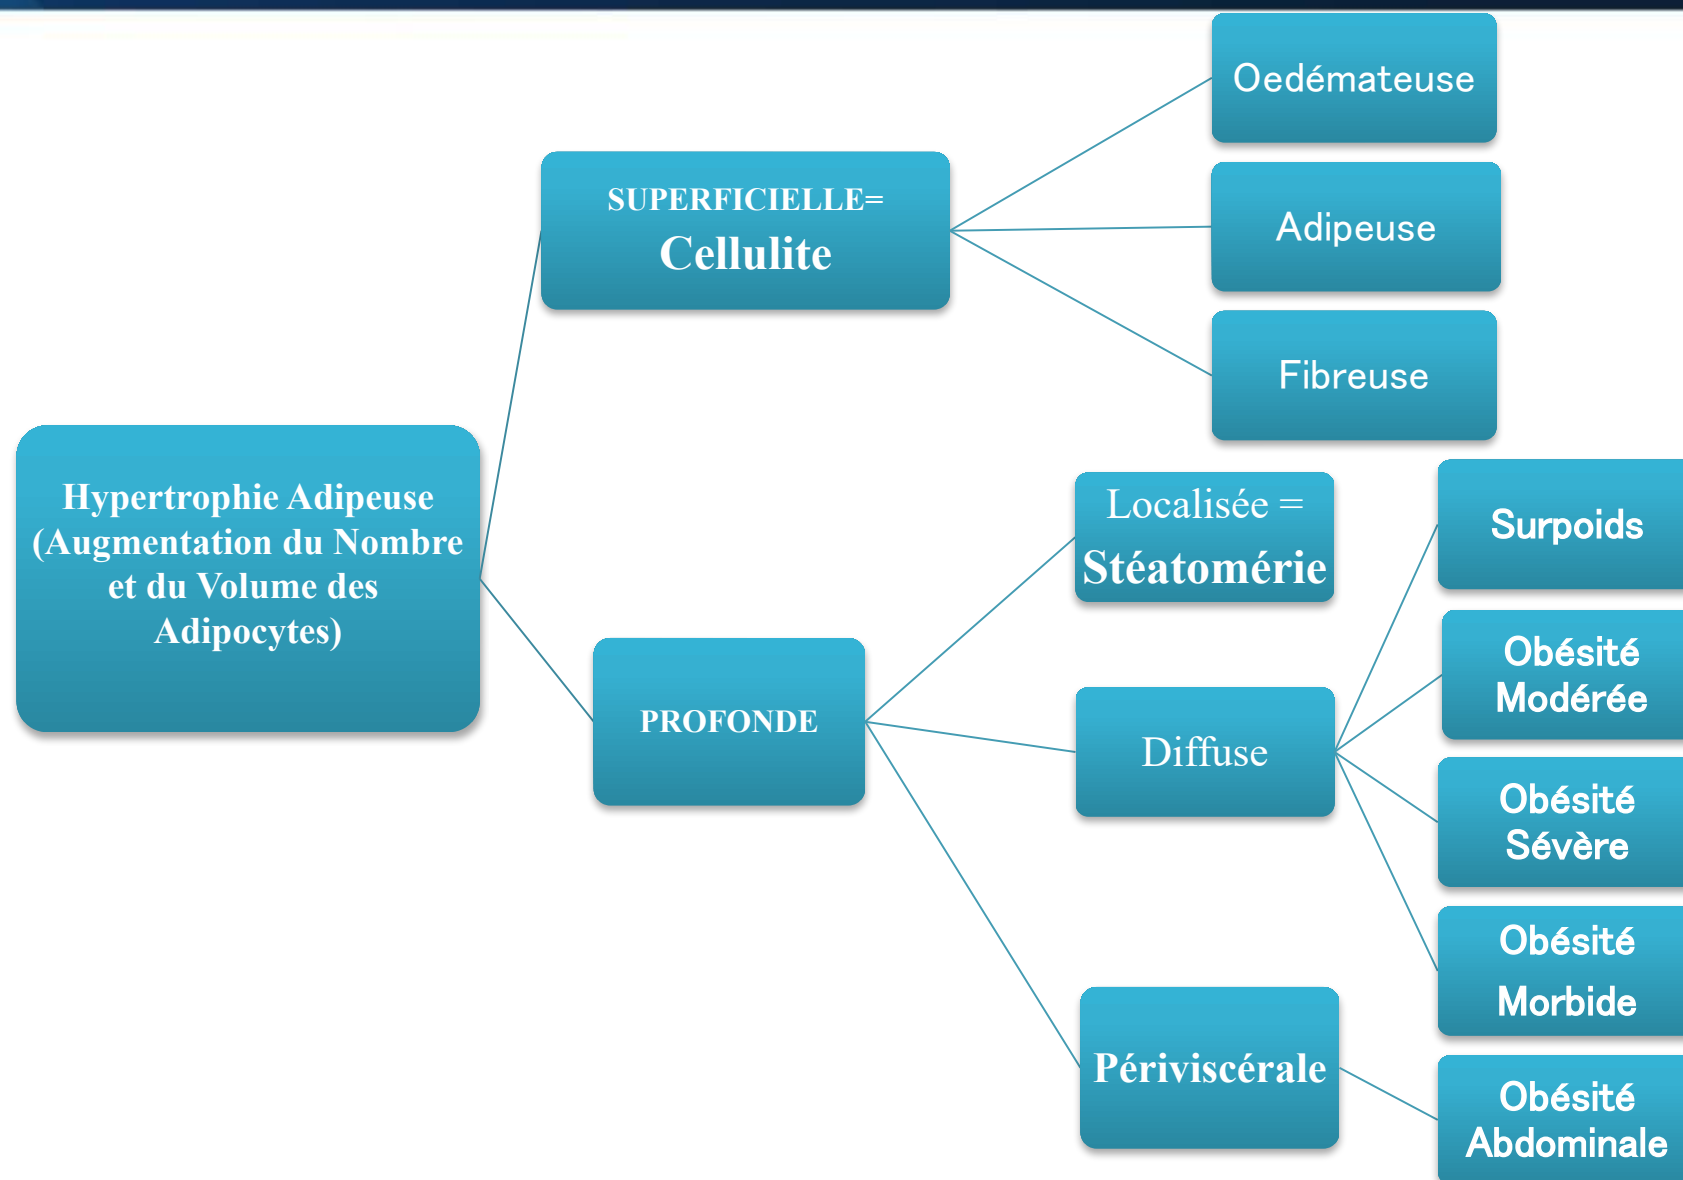 Hypertrophie Adipeuse
(Augmentation du Nombre
et du Volume des
Adipocytes)
SUPERFICIELLE=
Cellulite
Oedémateuse
Adipeuse
Fibreuse
PROFONDE
Localisée =
Stéatomérie
Diffuse
Surpoids
Obésité
Modérée
Obésité
Sévère
Obésité
Morbide
Périviscérale
Obésité
Abdominale